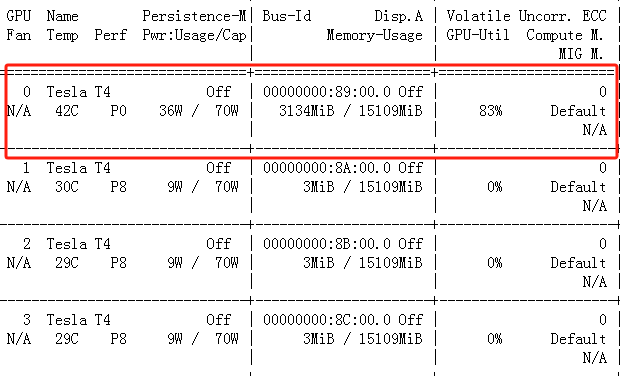 GPU  Name        Persistence-M| Bus-Id        Disp.A | Volatile Uncorr. ECC
Fan  Temp  Perf  Pwr:Usage/Cap|         Memory-Usage | GPU-Util  Compute M.
                              |                      |               MIG M.
==============================+======================+=====================
  0  Tesla T4            Off  | 00000000:89:00.0 Off |                    0
N/A   42C    P0    36W /  70W |   3134MiB / 15109MiB |     83%      Default
                              |                      |                  N/A
------------------------------+----------------------+---------------------
  1  Tesla T4            Off  | 00000000:8A:00.0 Off |                    0
N/A   30C    P8     9W /  70W |      3MiB / 15109MiB |      0%      Default
                              |                      |                  N/A
------------------------------+----------------------+---------------------
  2  Tesla T4            Off  | 00000000:8B:00.0 Off |                    0
N/A   29C    P8     9W /  70W |      3MiB / 15109MiB |      0%      Default
                              |                      |                  N/A
------------------------------+----------------------+---------------------
  3  Tesla T4            Off  | 00000000:8C:00.0 Off |                    0
N/A   29C    P8     9W /  70W |      3MiB / 15109MiB |      0%      Default
                              |                      |                  N/A